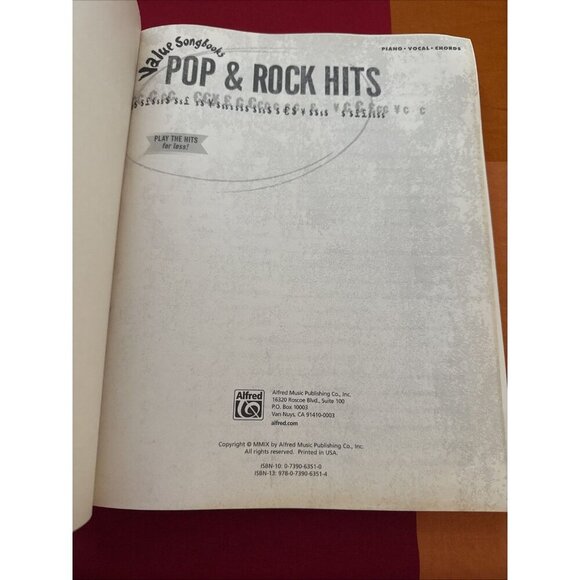 Value Songbooks
PIANO • VOCAL • CHORDS
POP & ROCK HITS
PLAY THE HITS
for less!
Alfred
Alfred Music Publishing Co., Inc.
16320 Roscoe Blvd., Suite 100
P.O. Box 10003
Van Nuys, CA 91410-0003
alfred.com
Copyright © MMIX by Alfred Music Publishing Co., Inc.
All rights reserved. Printed in USA.
ISBN-10: 0-7390-6351-0
ISBN-13: 978-0-7390-6351-4